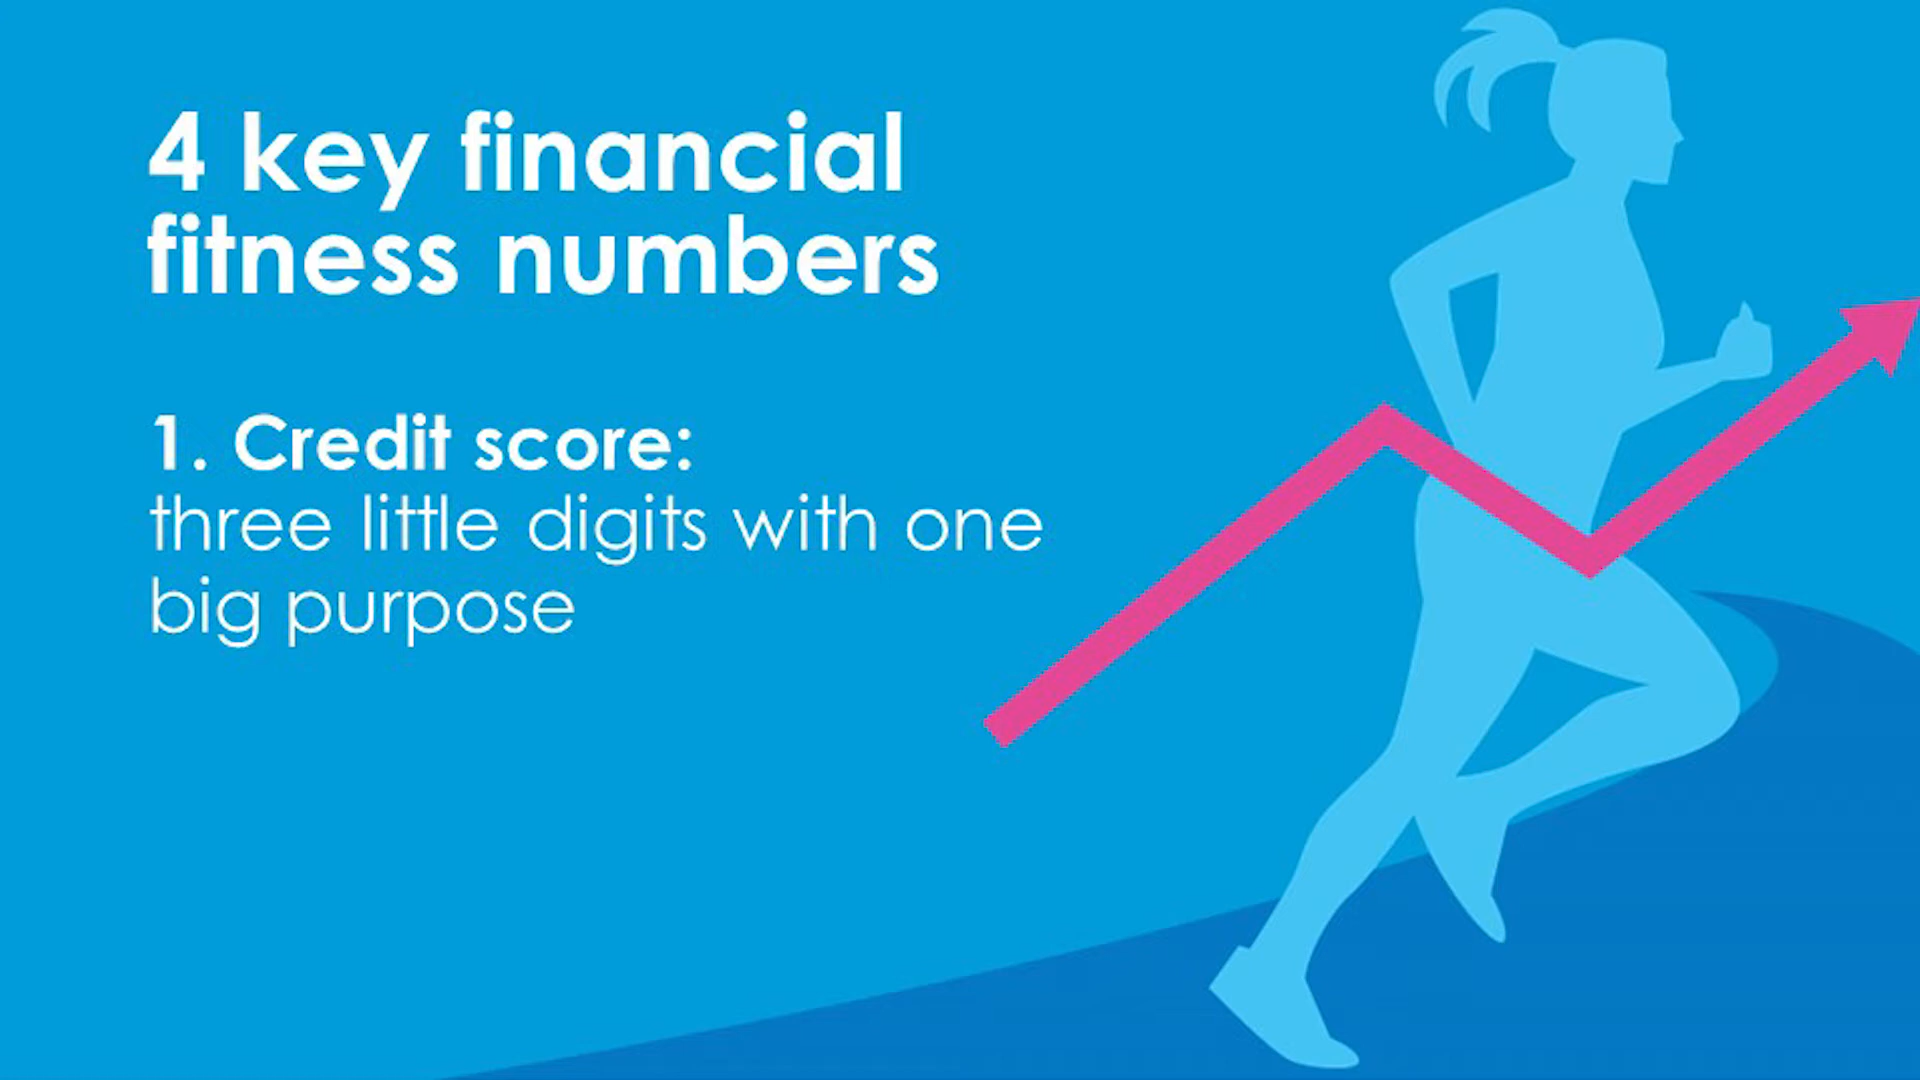 4 key financial
fitness numbers
1. Credit score:
three little digits with one
big purpose